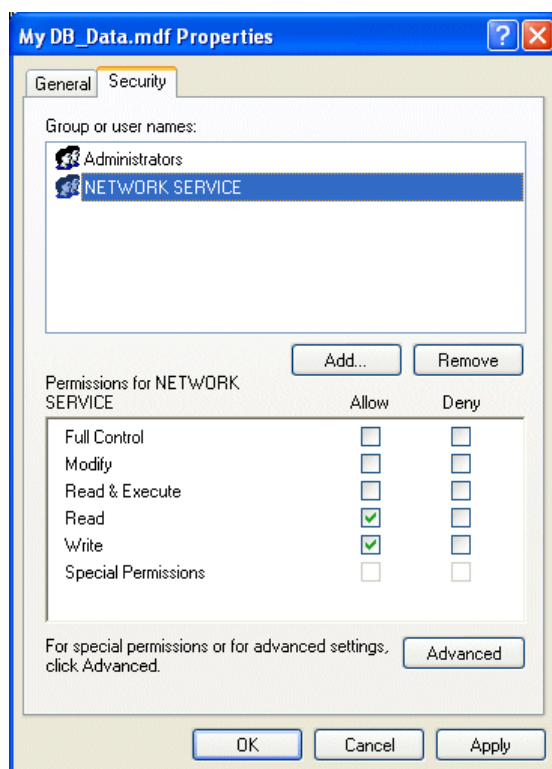 My DB_Data.mdf Properties
General Security
Group or user names:
Administrators
NETWORK SERVICE
Add... Remove
Permissions for NETWORK
SERVICE Allow Deny
Full Control
Modify
Read & Execute
Read
Write
Special Permissions
For special permissions or for advanced settings,
click Advanced.
Advanced
OK Cancel Apply